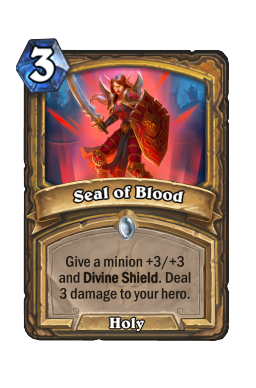 3
Seal of Blood
Give a minion +3/+3
and Divine Shield. Deal
3 damage to your hero.
Holy